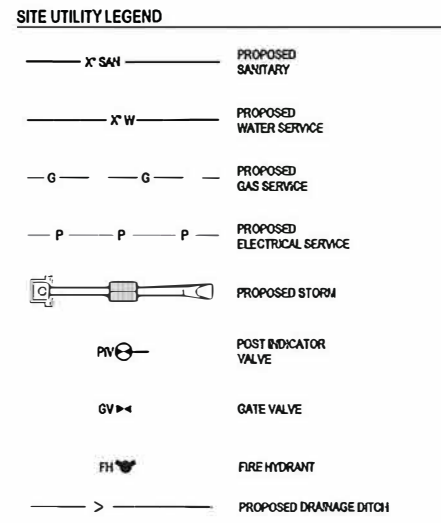 SITE UTILITY LEGEND
X" SAN
PROPOSED
SANITARY
X" W
PROPOSED
WATER SERVICE
G G
PROPOSED
GAS SERVICE
P P P
PROPOSED
ELECTRICAL SERVICE
C
PROPOSED STORM
PIV
POST INDICATOR
VALVE
GV
GATE VALVE
FH
FIRE HYDRANT
>
PROPOSED DRAINAGE DITCH